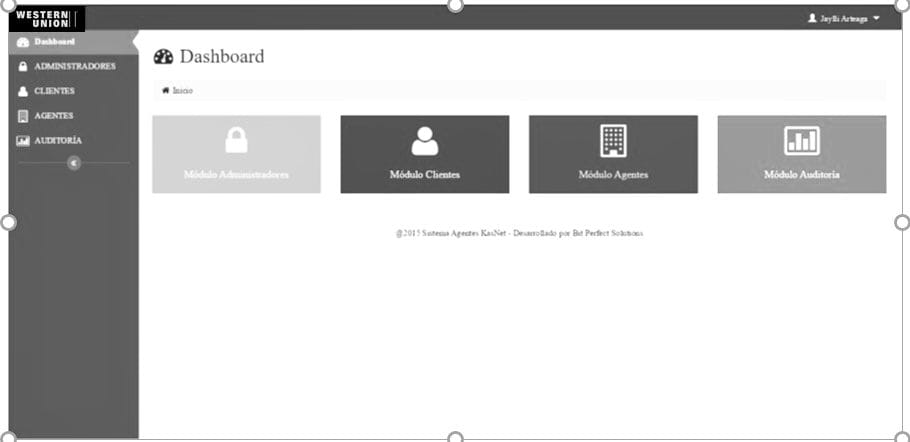 WESTERN
UNION
Jaylli Arteaga
Dashboard
ADMINISTRADORES
CLIENTES
AGENTES
AUDITORÍA
Dashboard
Inicio
Módulo Administradores
Módulo Clientes
Módulo Agentes
Módulo Auditoria
@2015 Sistema Agentes KasNet - Desarrollado por Bit Perfect Solutions